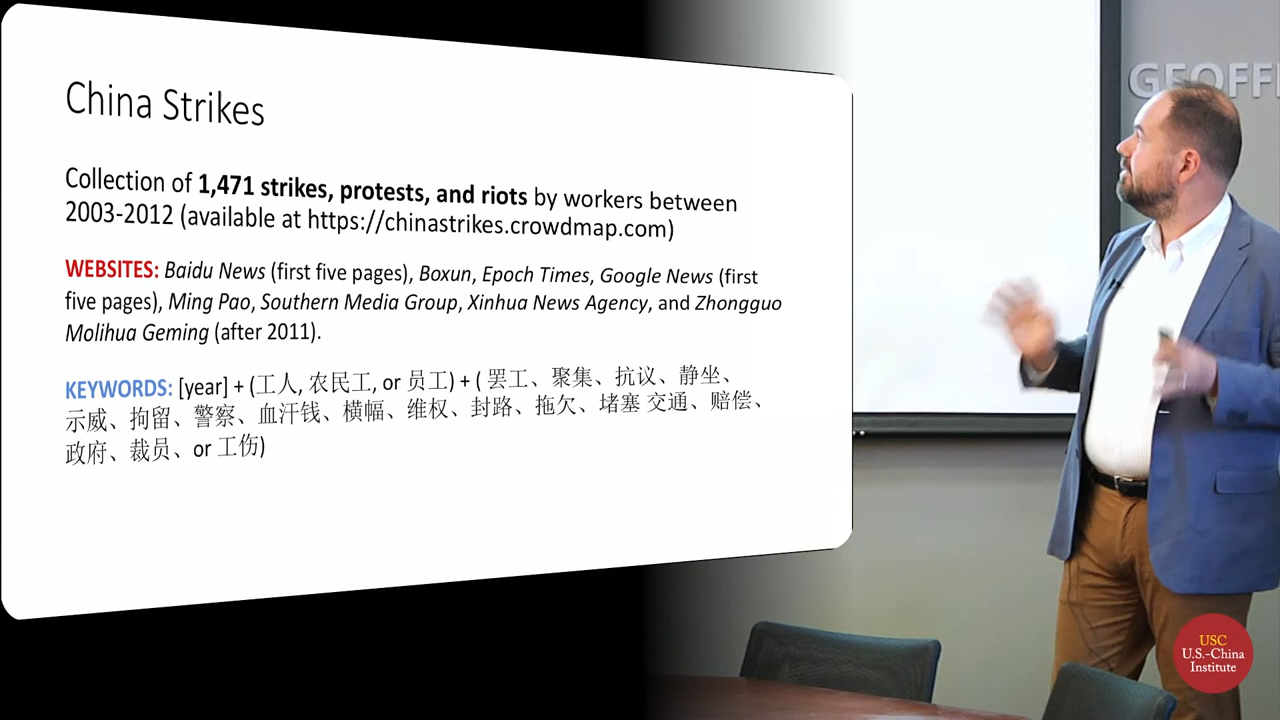 China Strikes
Collection of 1,471 strikes, protests, and riots by workers between
2003-2012 (available at https://chinastrikes.crowdmap.com)
WEBSITES: Baidu News (first five pages), Boxun, Epoch Times, Google News (first
five pages), Ming Pao, Southern Media Group, Xinhua News Agency, and Zhongguo
Molihua Geming (after 2011).
KEYWORDS: [year] + (工人, 农民工, or 员工) + ( 罢工、聚集、抗议、静坐、
示威、拘留、警察、血汗钱、横幅、维权、封路、拖欠、堵塞 交通、赔偿、
政府、裁员、or 工伤)
GEOFF
USC
U.S.-China
Institute